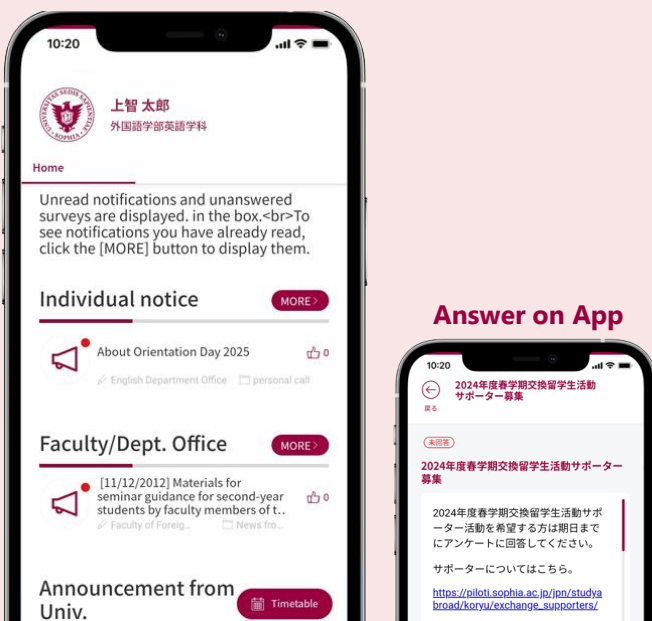 10:20
上智 太郎
外国語学部英語学科
Home
Unread notifications and unanswered
surveys are displayed. in the box.<br>To
see notifications you have already read,
click the [MORE] button to display them.
Individual notice
MORE>
About Orientation Day 2025
0
English Department Office
personal call
Faculty/Dept. Office
MORE>
[11/12/2012] Materials for
seminar guidance for second-year
students by faculty members of t..
0
Faculty of Foreig...
News fro...
Announcement from
Univ.
Timetable
Answer on App
10:20
2024年度春学期交換留学生活動
サポーター募集
戻る
未回答
2024年度春学期交換留学生活動サポーター
募集
2024年度春学期交換留学生活動サポ
ーター活動を希望する方は期日まで
にアンケートに回答してください。
サポーターについてはこちら。
https://piloti.sophia.ac.jp/jpn/studya
broad/koryu/exchange_supporters/